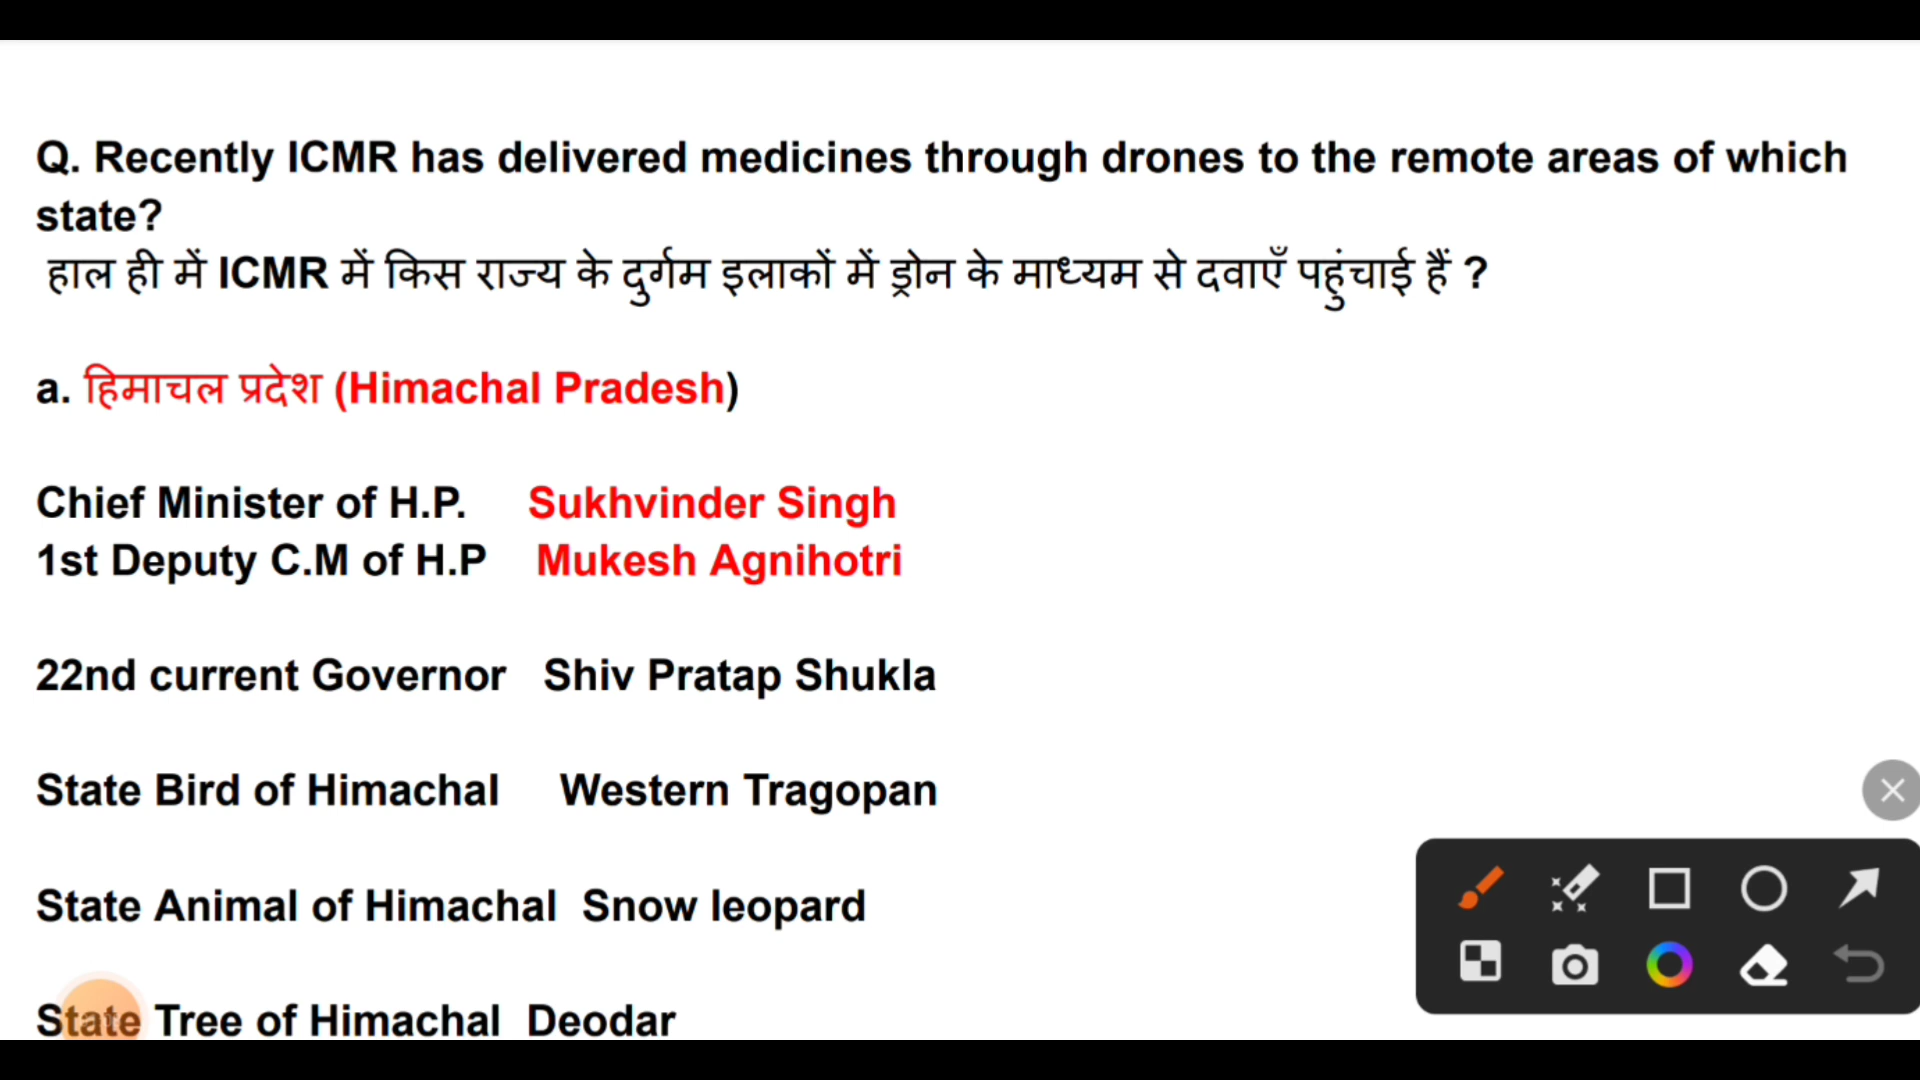 Q. Recently ICMR has delivered medicines through drones to the remote areas of which
state?
हाल ही में ICMR में किस राज्य के दुर्गम इलाकों में ड्रोन के माध्यम से दवाएँ पहुंचाई हैं ?
a. हिमाचल प्रदेश (Himachal Pradesh)
Chief Minister of H.P. Sukhvinder Singh
1st Deputy C.M of H.P Mukesh Agnihotri
22nd current Governor Shiv Pratap Shukla
State Bird of Himachal Western Tragopan
State Animal of Himachal Snow leopard
State Tree of Himachal Deodar